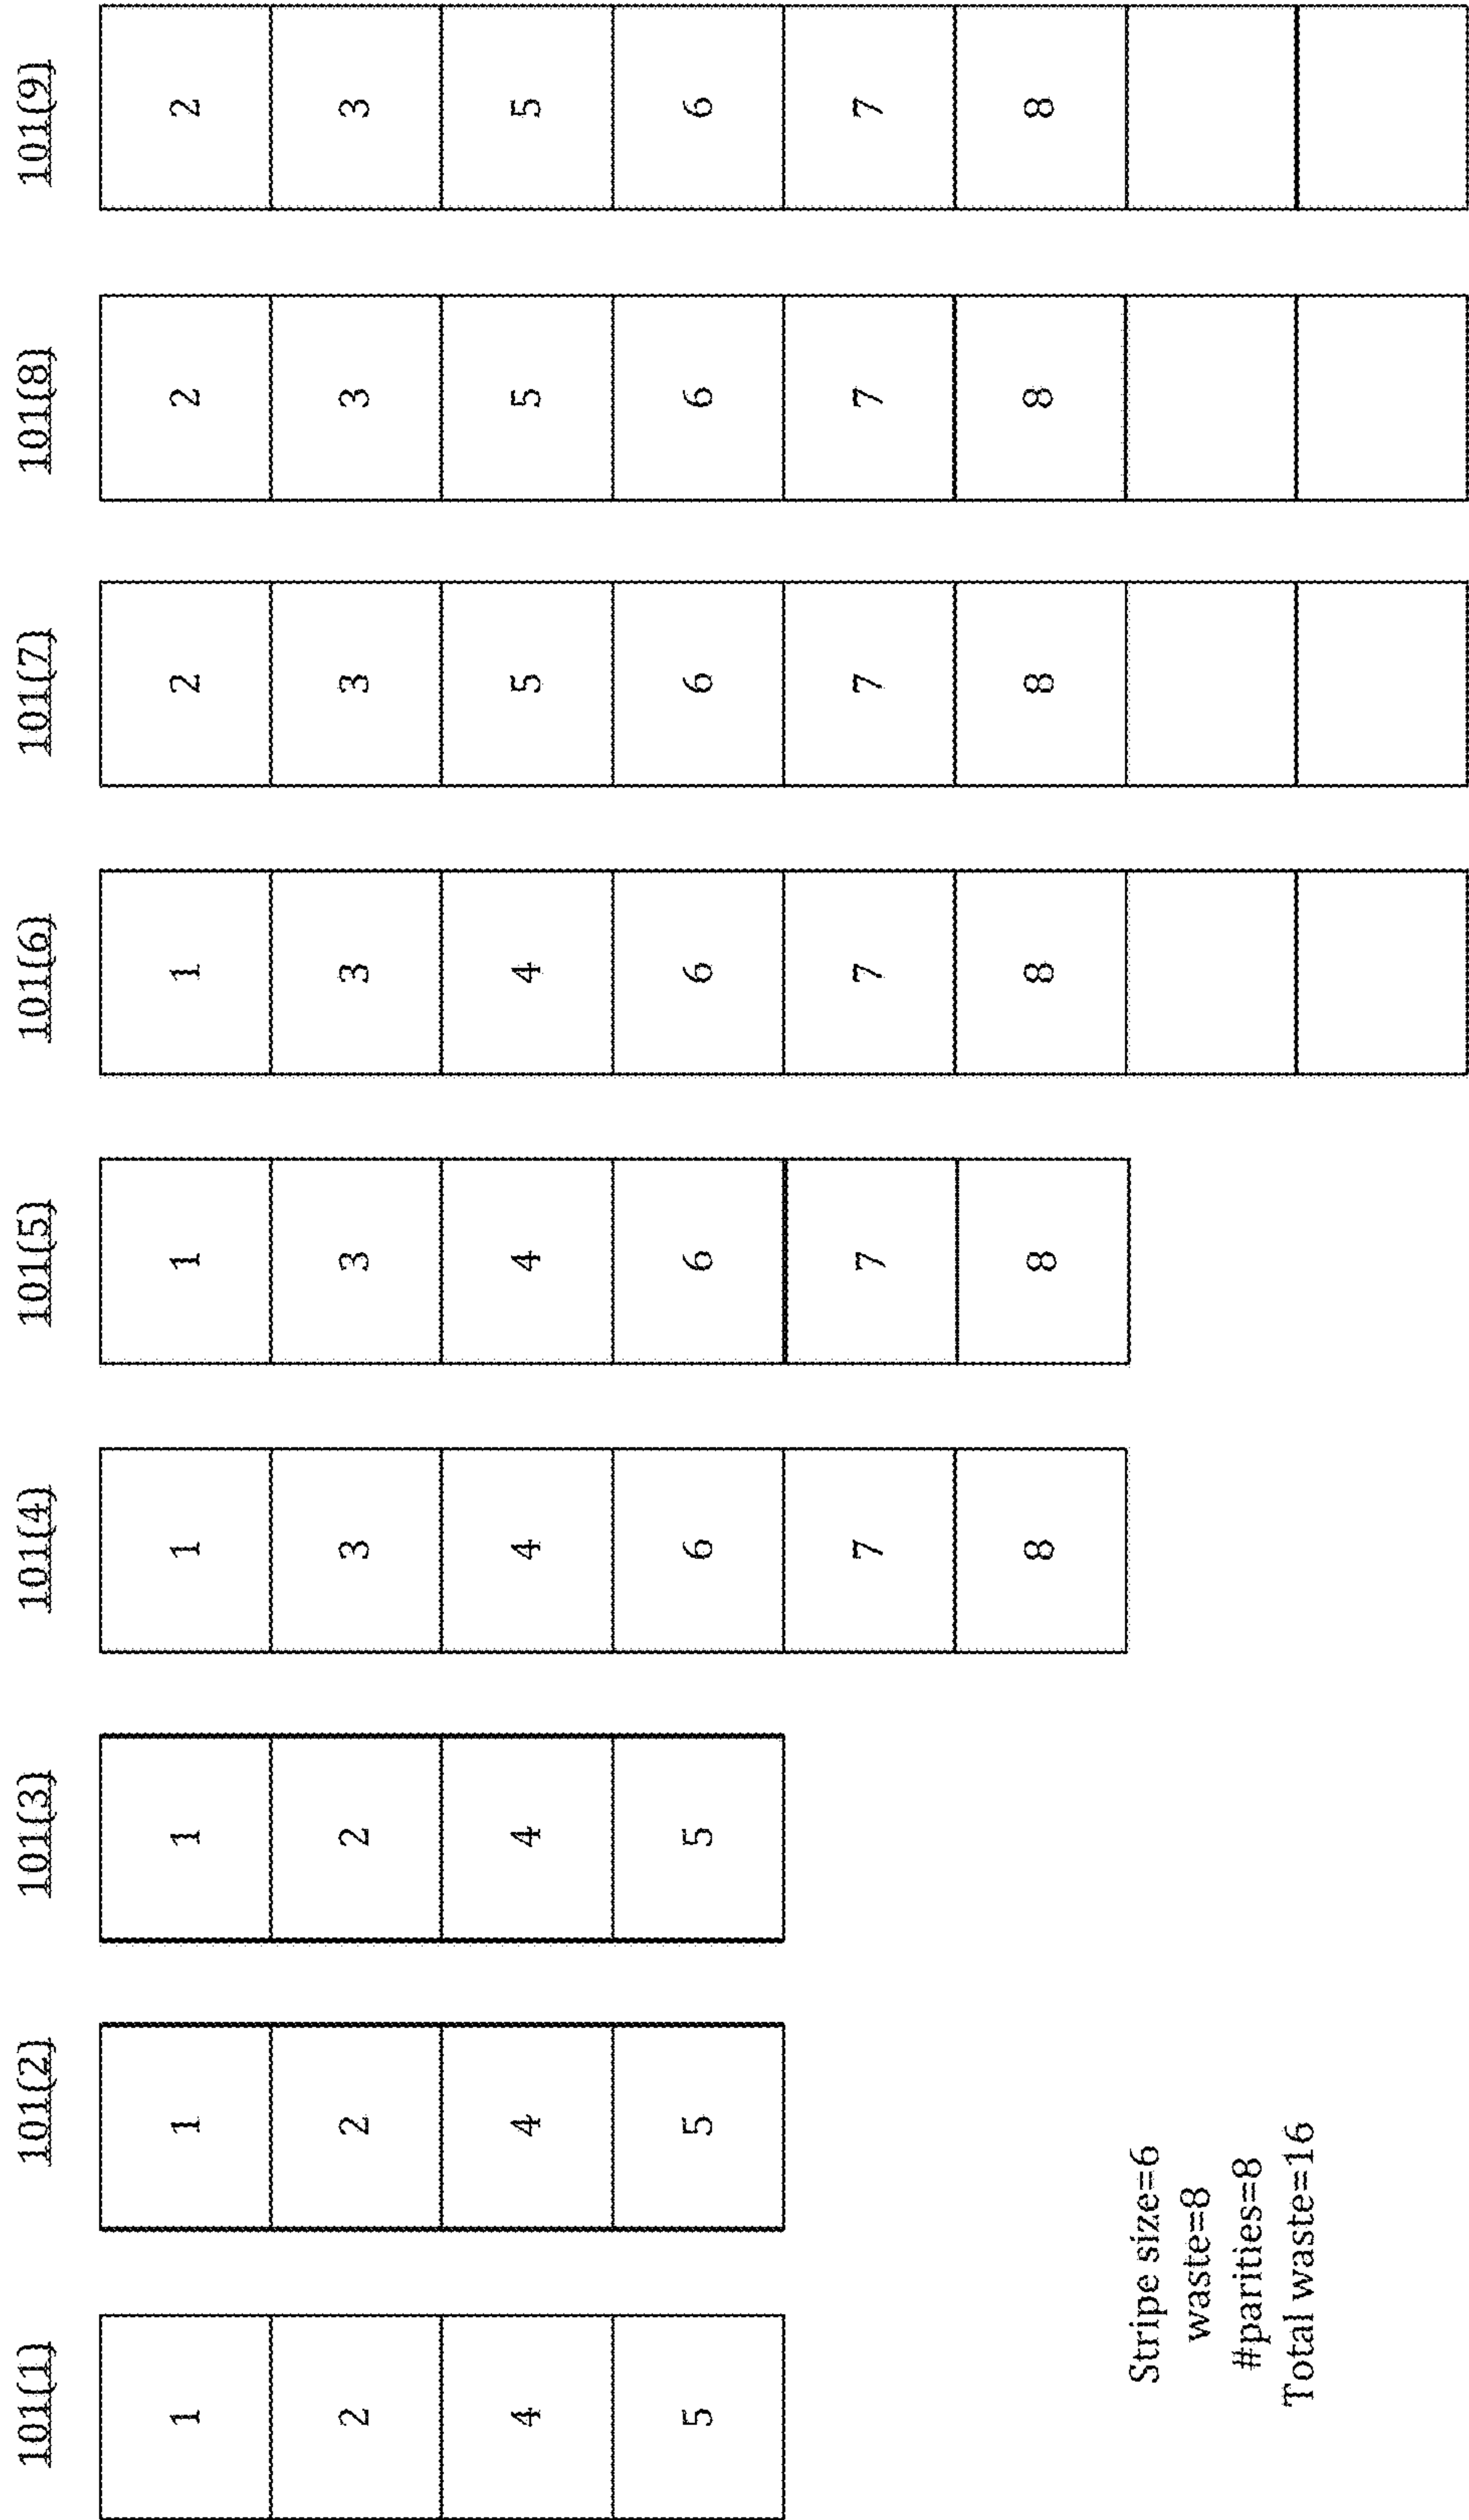 101(1) 101(2) 101(3) 101(4) 101(5) 101(6) 101(7) 101(8) 101(9)
1 1 1 1 1 1 2 2 2
2 2 2 3 3 3 3 3 3
4 4 4 4 4 4 5 5 5
5 5 5 6 6 6 6 6 6
7 7 7 7 7 7
8 8 8 8 8 8
Stripe size=6
waste=8
#parities=8
Total waste=16